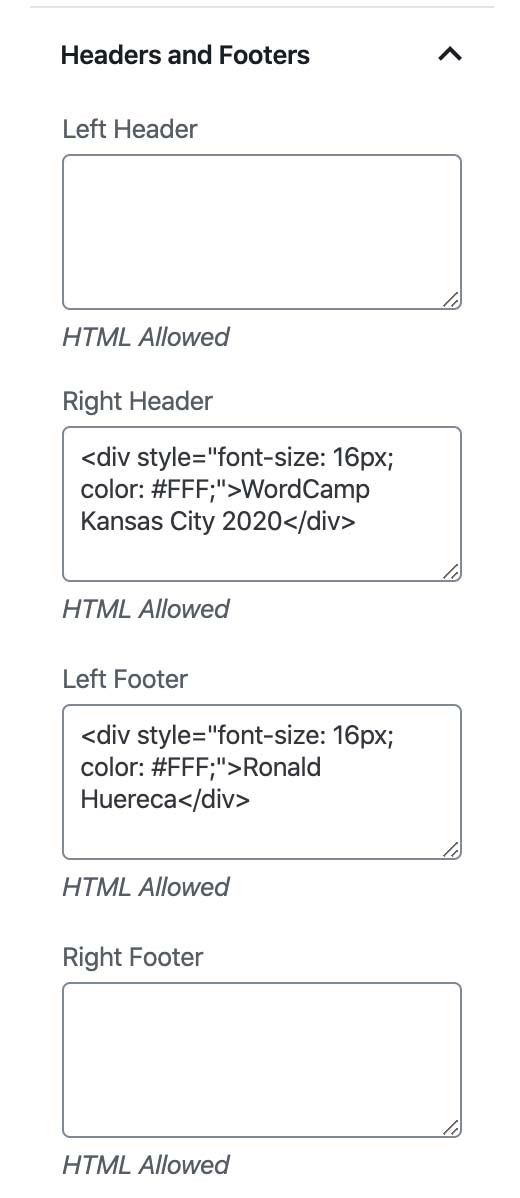 Headers and Footers
Left Header
HTML Allowed
Right Header
<div style="font-size: 16px;
color: #FFF;">WordCamp
Kansas City 2020</div>
HTML Allowed
Left Footer
<div style="font-size: 16px;
color: #FFF;">Ronald
Huereca</div>
HTML Allowed
Right Footer
HTML Allowed